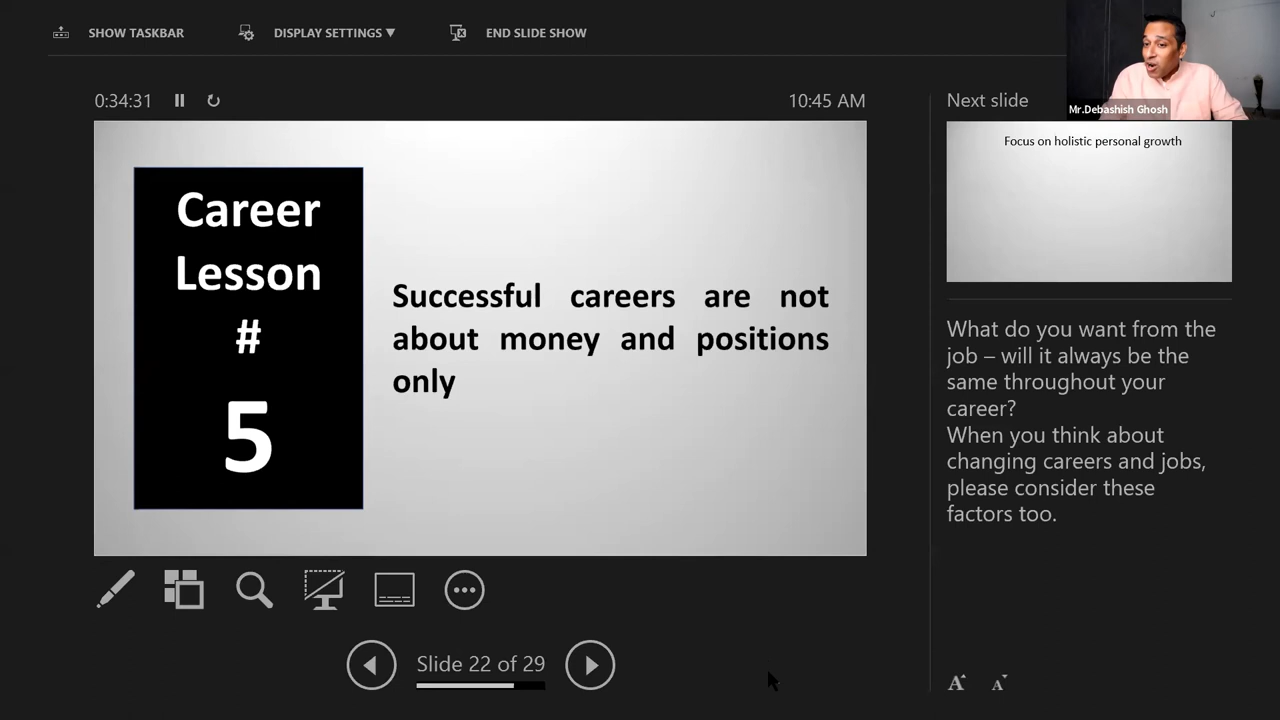 SHOW TASKBAR
DISPLAY SETTINGS ▼
END SLIDE SHOW
Mr.Debashish Ghosh
0:34:31
10:45 AM
Career
Lesson
#
5
Successful careers are not
about money and positions
only
Slide 22 of 29
Next slide
Focus on holistic personal growth
What do you want from the
job – will it always be the
same throughout your
career?
When you think about
changing careers and jobs,
please consider these
factors too.
A A